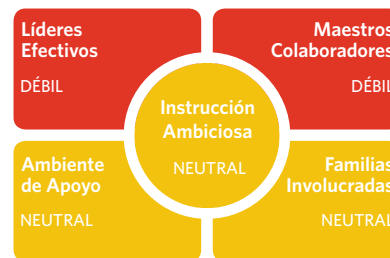 Líderes
Efectivos
DÉBIL
Maestros
Colaboradores
DÉBIL
Instrucción
Ambiciosa
NEUTRAL
Ambiente
de Apoyo
NEUTRAL
Familias
Involucradas
NEUTRAL